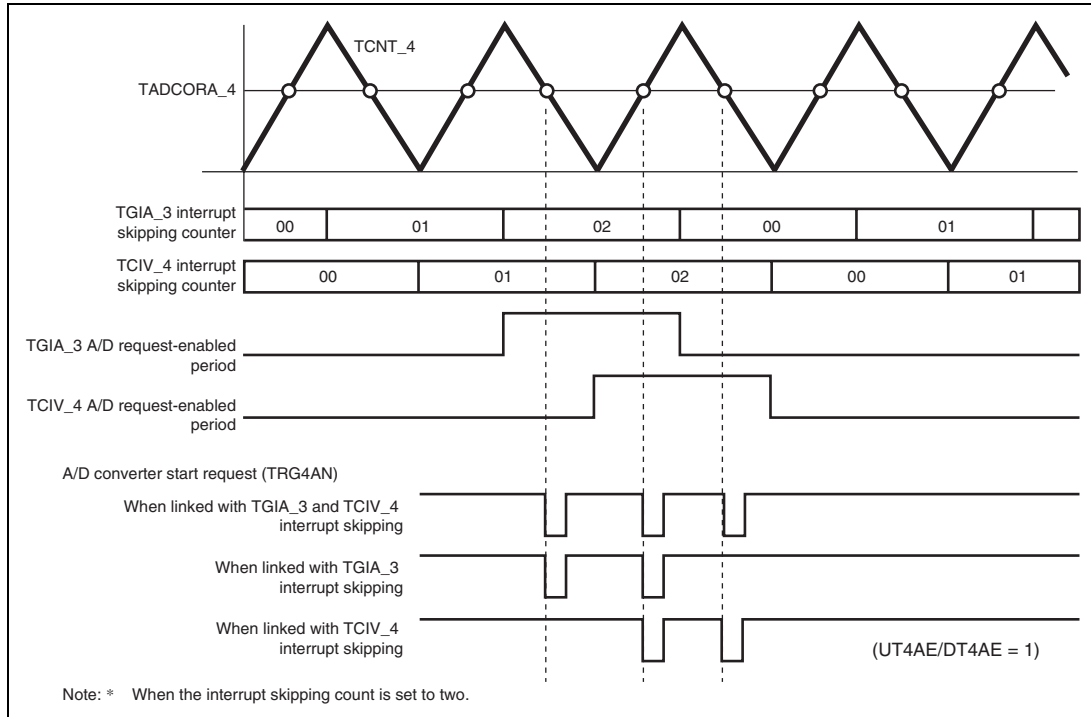 TCNT_4
TADCORA_4
TGIA_3 interrupt
skipping counter
00
01
02
00
01
TCIV_4 interrupt
skipping counter
00
01
02
00
01
TGIA_3 A/D request-enabled
period
TCIV_4 A/D request-enabled
period
A/D converter start request (TRG4AN)
When linked with TGIA_3 and TCIV_4
interrupt skipping
When linked with TGIA_3
interrupt skipping
When linked with TCIV_4
interrupt skipping
(UT4AE/DT4AE = 1)
Note: * When the interrupt skipping count is set to two.